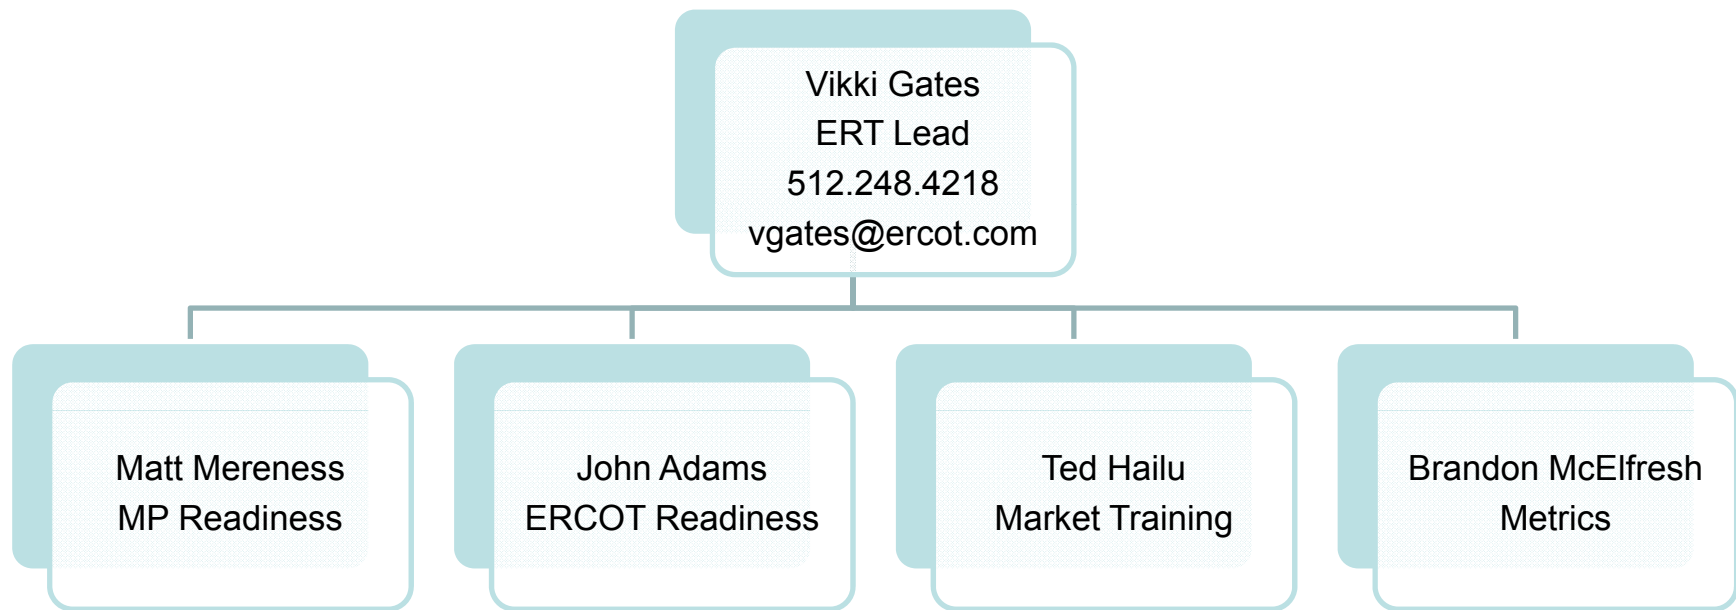 Vikki Gates
ERT Lead
512.248.4218
vgates@ercot.com
Matt Mereness
MP Readiness
John Adams
ERCOT Readiness
Ted Hailu
Market Training
Brandon McElfresh
Metrics